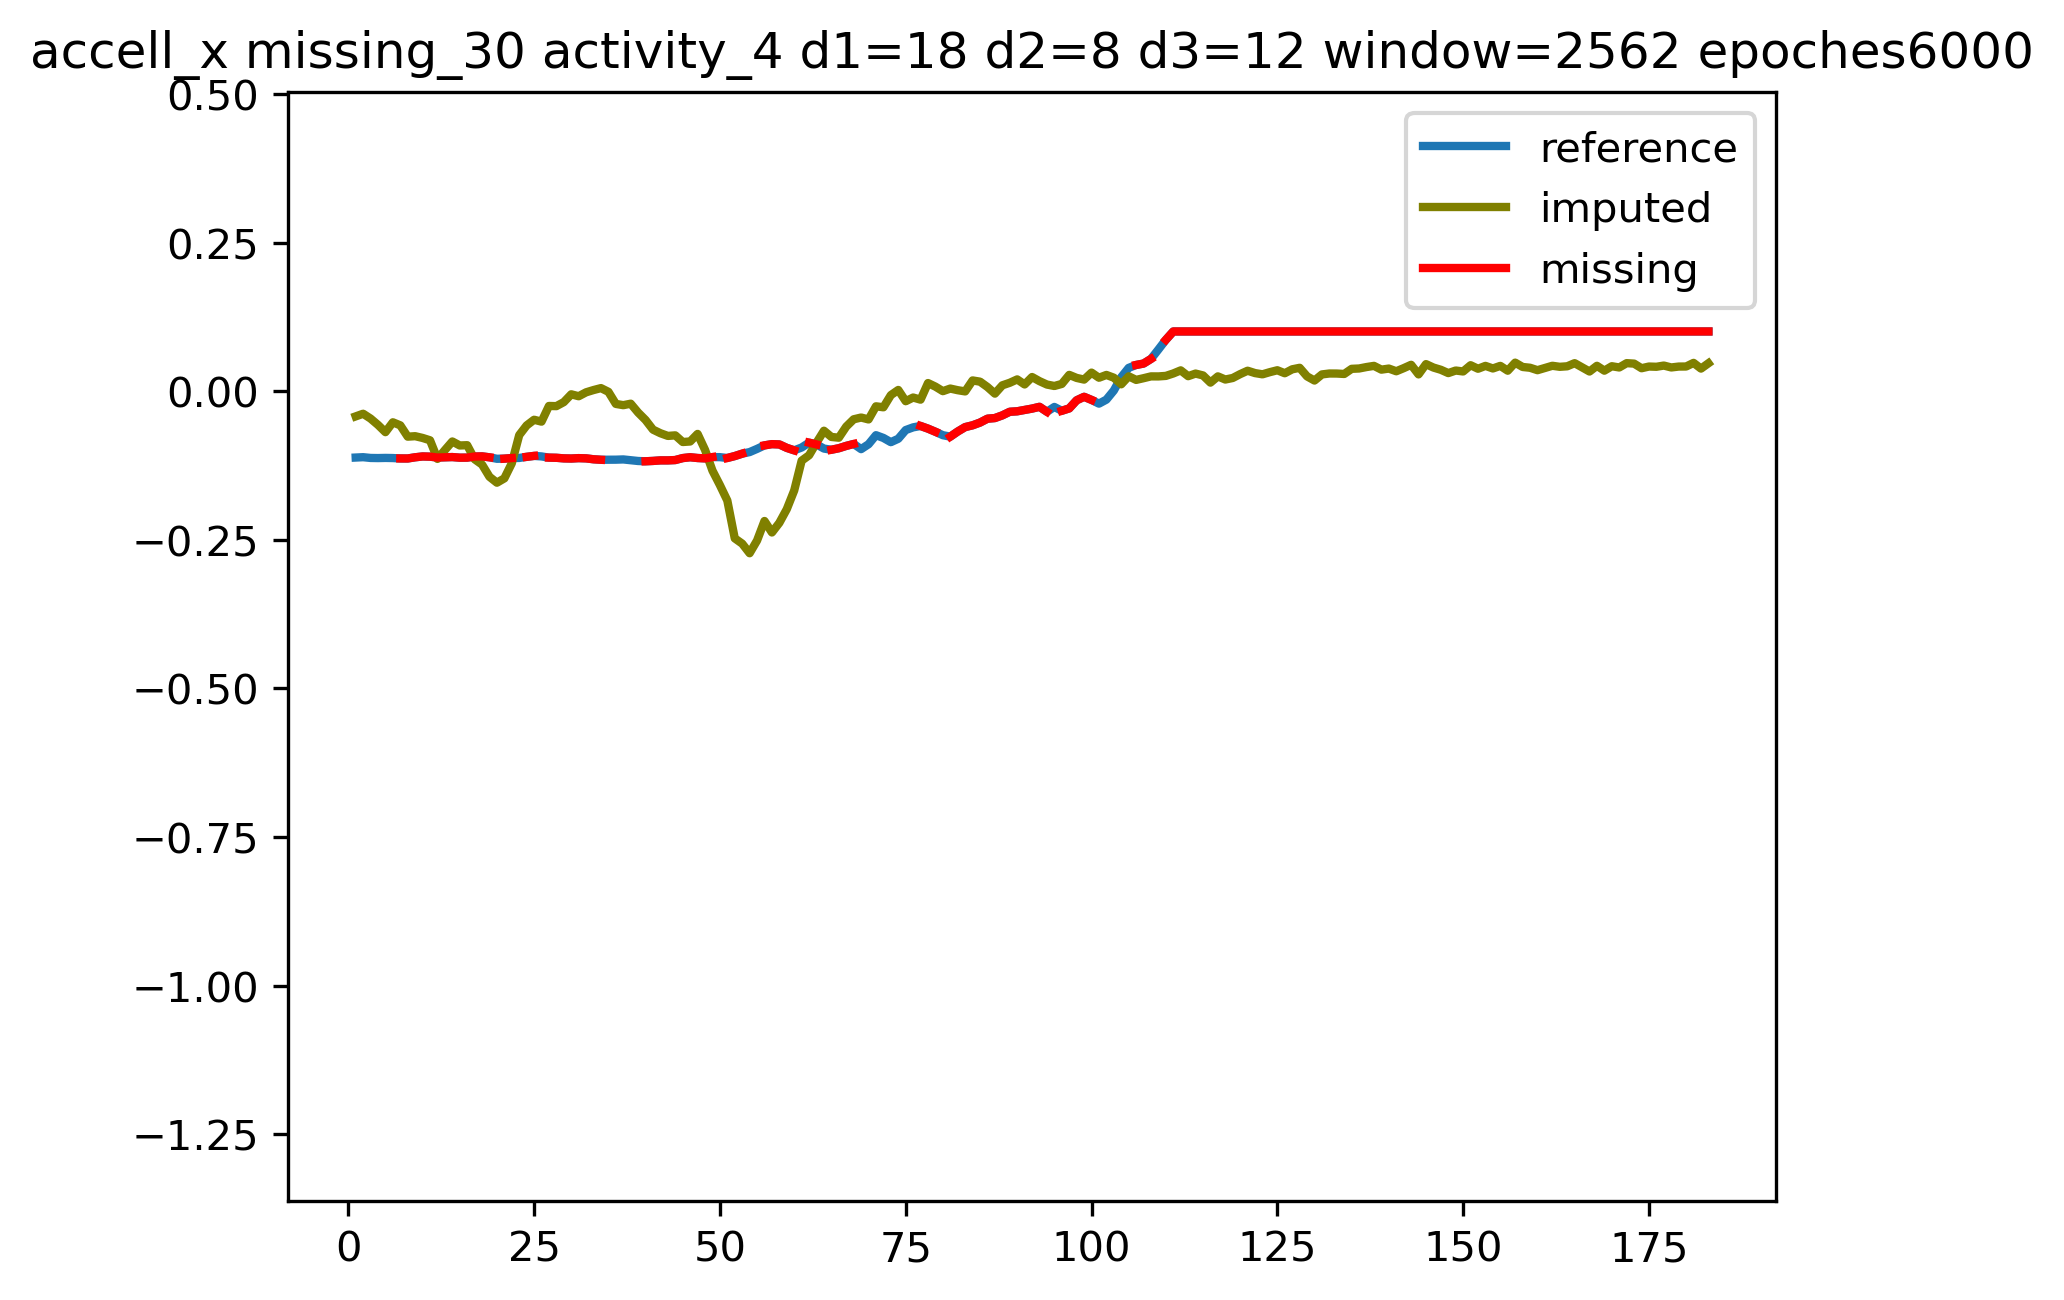 accell_x missing_30 activity_4 d1=18 d2=8 d3=12 window=2562 epoches6000
0.50
0.25
0.00
−0.25
−0.50
−0.75
−1.00
−1.25
reference
imputed
missing
0 25 50 75 100 125 150 175